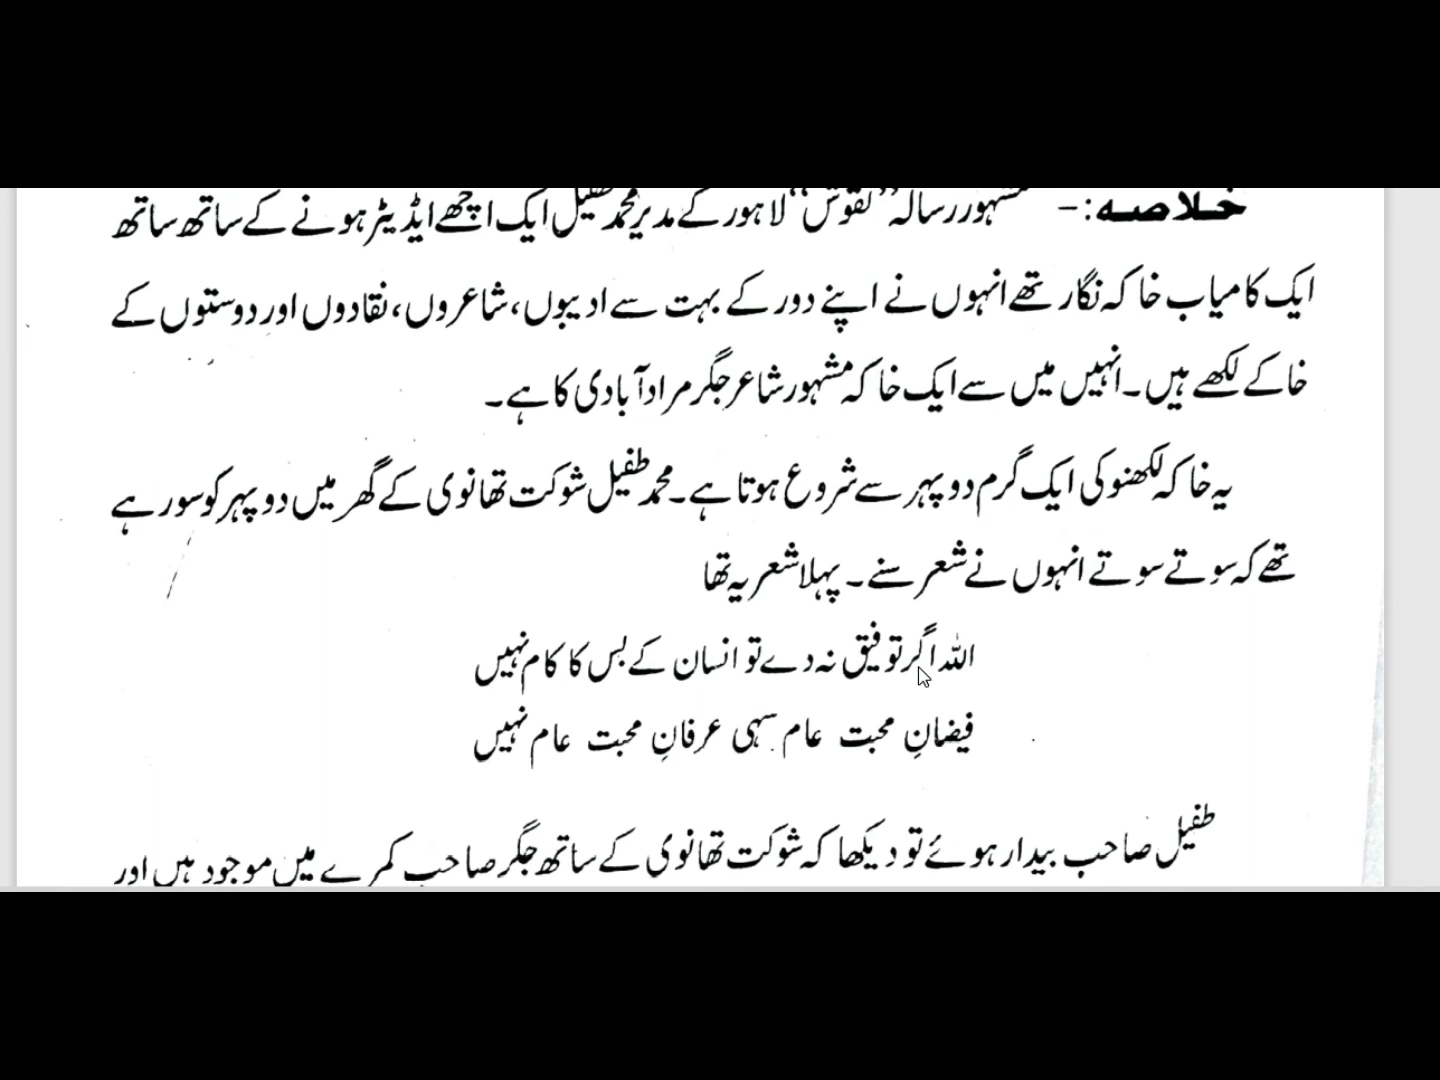 خلاصہ:- مشہور رسالہ ”نقوش“ لاہور کے مدیر محمد طفیل ایک اچھے ایڈیٹر ہونے کے ساتھ ساتھ
ایک کامیاب خاکہ نگار تھے انہوں نے اپنے دور کے بہت سے ادیبوں، شاعروں، نقادوں اور دوستوں کے
خاکے لکھے ہیں۔ انہیں میں سے ایک خاکہ مشہور شاعر جگر مرادآبادی کا ہے۔
یہ خاکہ لکھنو کی ایک گرم دوپہر سے شروع ہوتا ہے۔ محمد طفیل شوکت تھانوی کے گھر میں دوپہر کو سو رہے
تھے کہ سوتے سوتے انہوں نے شعر سنے۔ پہلا شعر یہ تھا
اللہ اگر توفیق نہ دے تو انسان کے بس کا کام نہیں
فیضانِ محبت عام سہی عرفانِ محبت عام نہیں
طفیل صاحب بیدار ہوئے تو دیکھا کہ شوکت تھانوی کے ساتھ جگر صاحب کمرے میں موجود ہیں اور